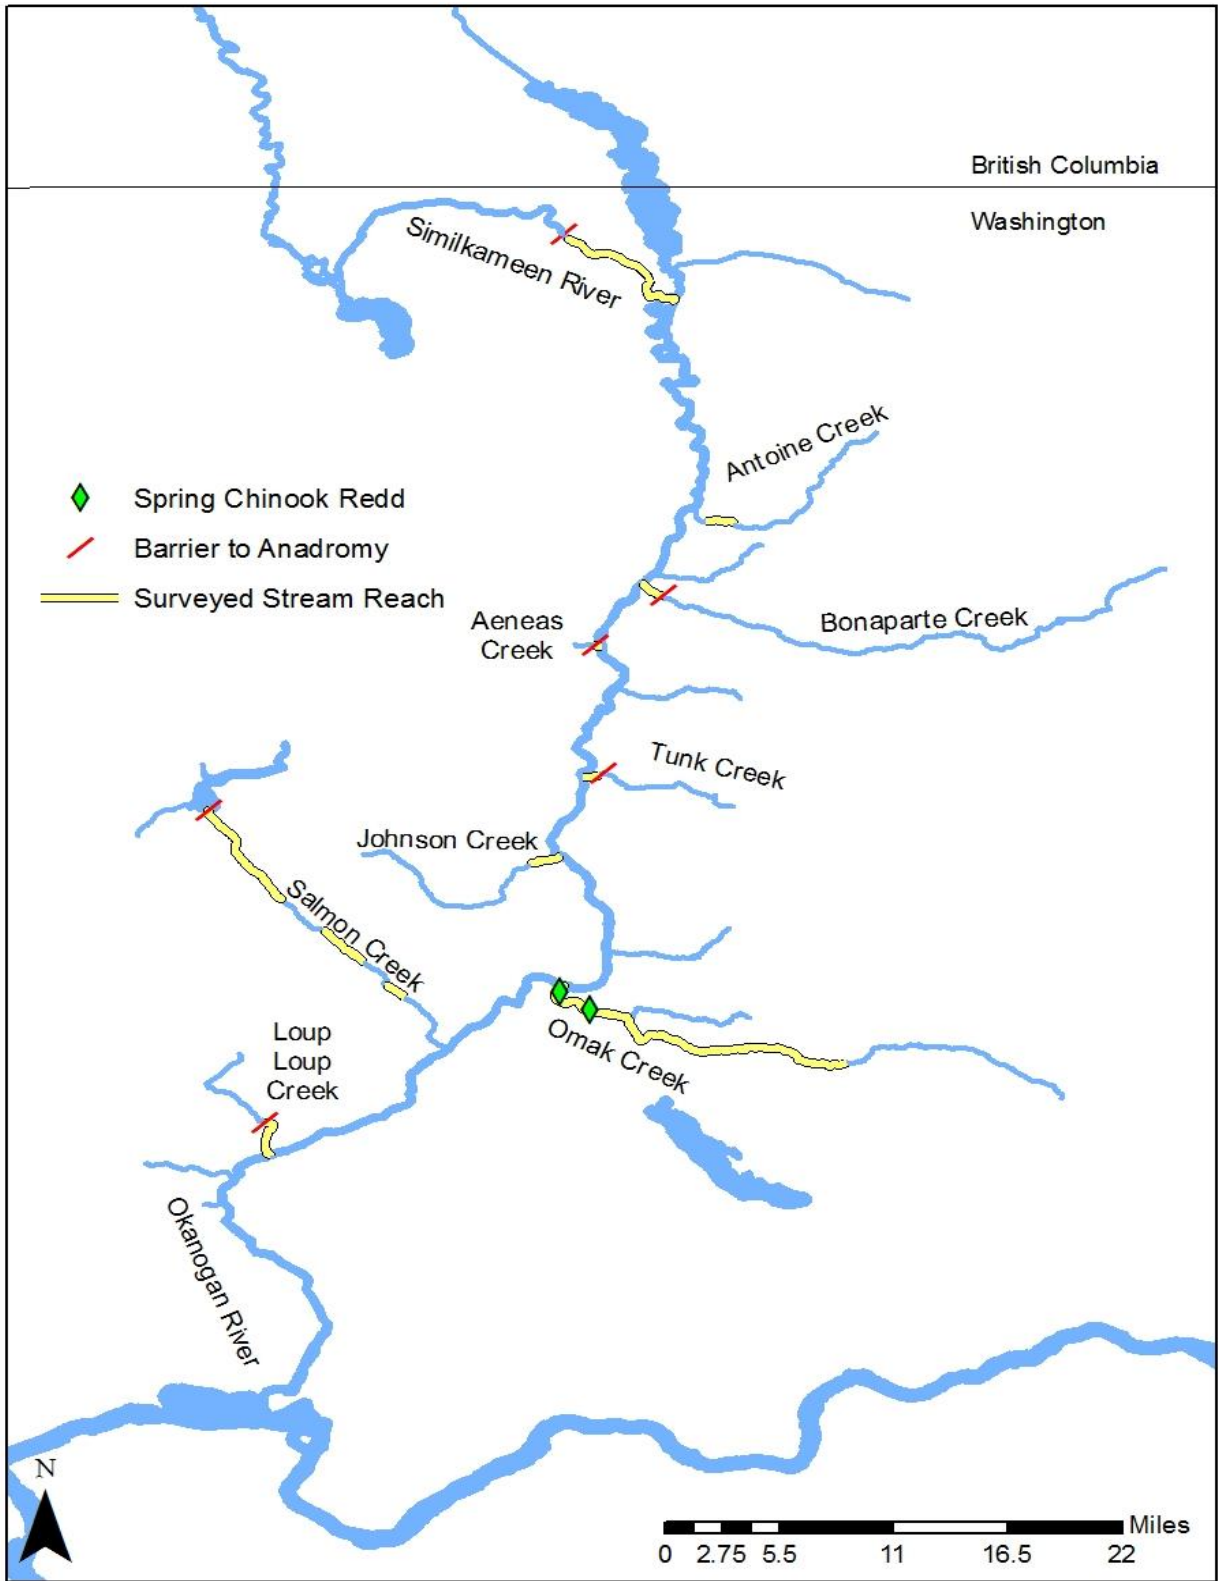 British Columbia
Washington
Similkameen River
Antoine Creek
Spring Chinook Redd
Barrier to Anadromy
Surveyed Stream Reach
Aeneas
Creek
Bonaparte Creek
Tunk Creek
Johnson Creek
Salmon Creek
Omak Creek
Loup
Loup
Creek
Okanogan River
N
Miles
0 2.75 5.5 11 16.5 22